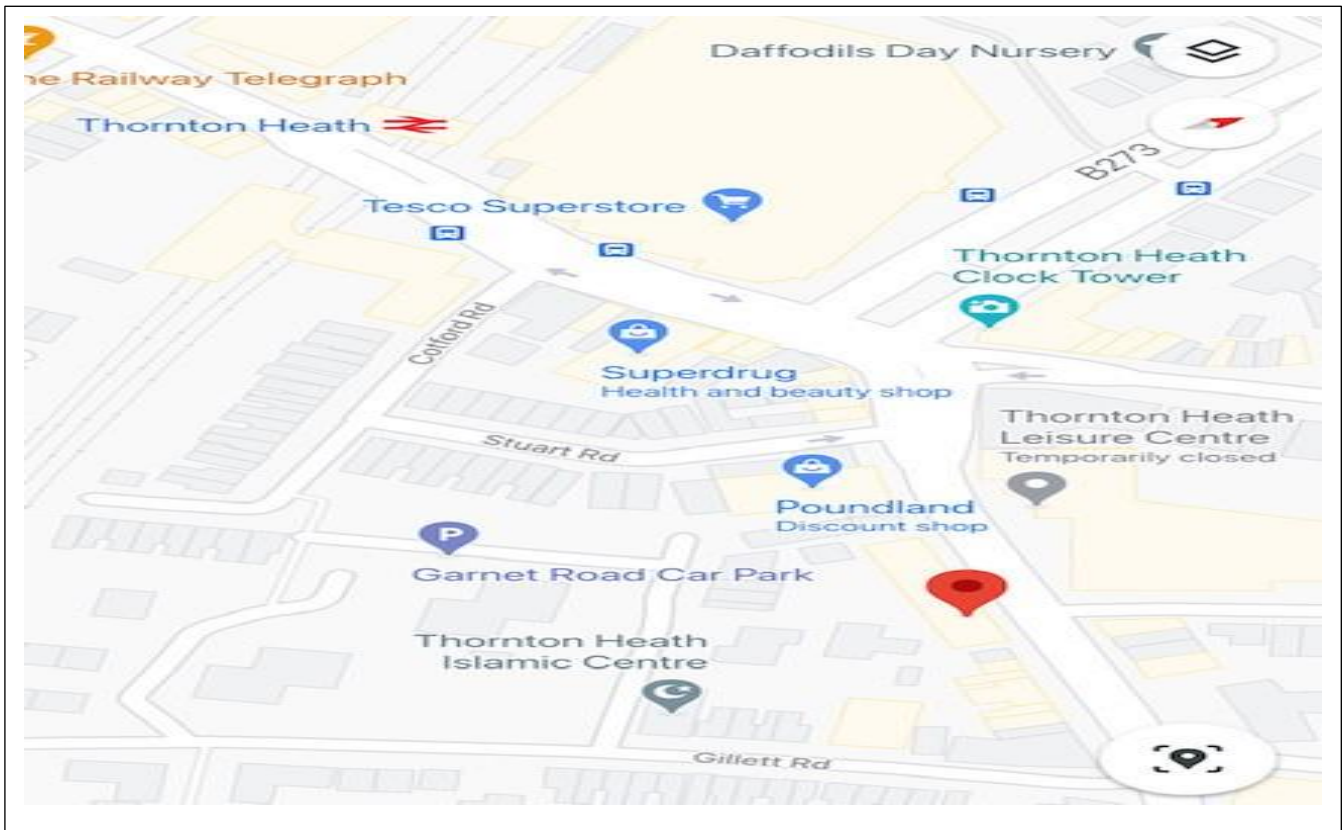 Daffodils Day Nursery
ne Railway Telegraph
Thornton Heath
B273
Tesco Superstore
Thornton Heath
Clock Tower
Cotford Rd
Superdrug
Health and beauty shop
Thornton Heath
Leisure Centre
Temporarily closed
Stuart Rd
Poundland
Discount shop
P
Garnet Road Car Park
Thornton Heath
Islamic Centre
Gillett Rd